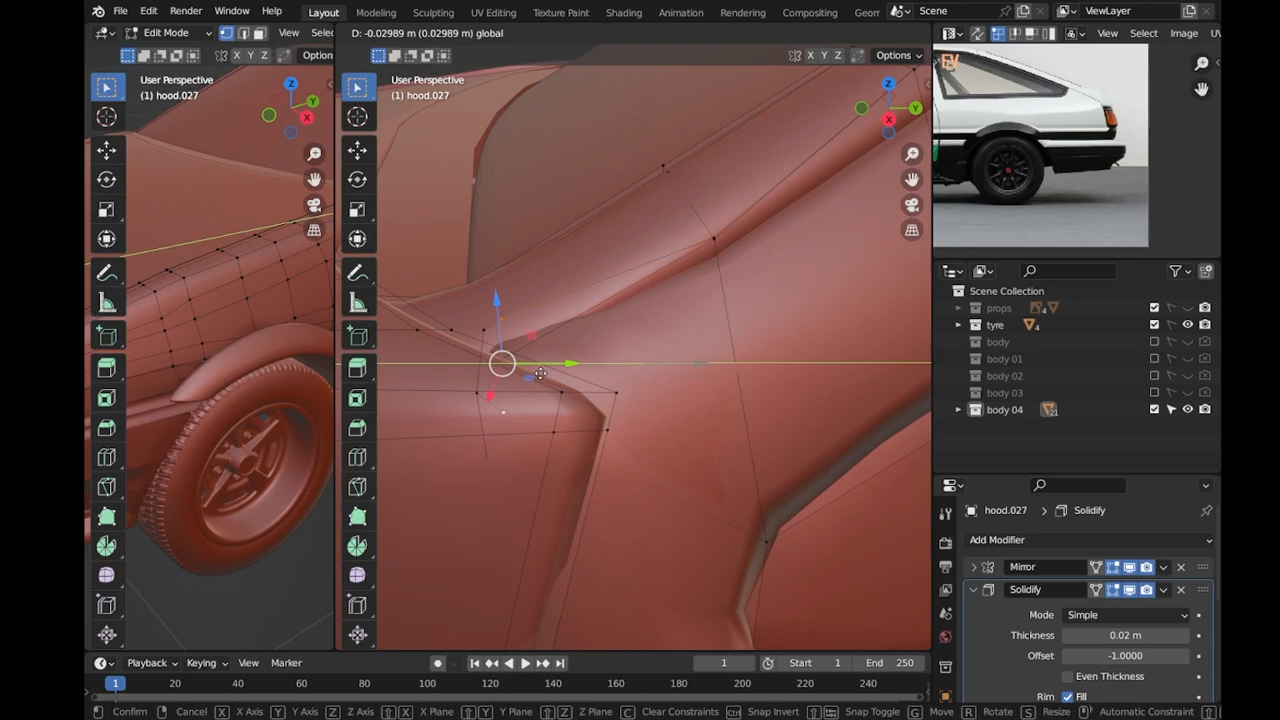 File Edit Render Window Help Layout Modeling Sculpting UV Editing Texture Paint Shading Animation Rendering Compositing Geom Scene ViewLayer
Edit Mode View Selec D: -0.02989 m (0.02989 m) global View Select Image UV
X Y Z Option X Y Z Options
User Perspective
(1) hood.027
Z Y X
User Perspective
(1) hood.027
Z Y X
Scene Collection
props 4
tyre 4
body
body 01
body 02
body 03
body 04 21
hood.027 > Solidify
Add Modifier
Mirror
Solidify
Mode Simple
Thickness 0.02 m
Offset -1.0000
Even Thickness
Rim Fill
Playback Keying View Marker 1 Start 1 End 250
1 20 40 60 80 100 120 140 160 180 200 220 240
Confirm Cancel X X Axis Y Y Axis Z Z Axis X X Plane Y Y Plane Z Z Plane C Clear Constraints Ctrl Snap Invert Snap Toggle G Move R Rotate S Resize Automatic Constraint